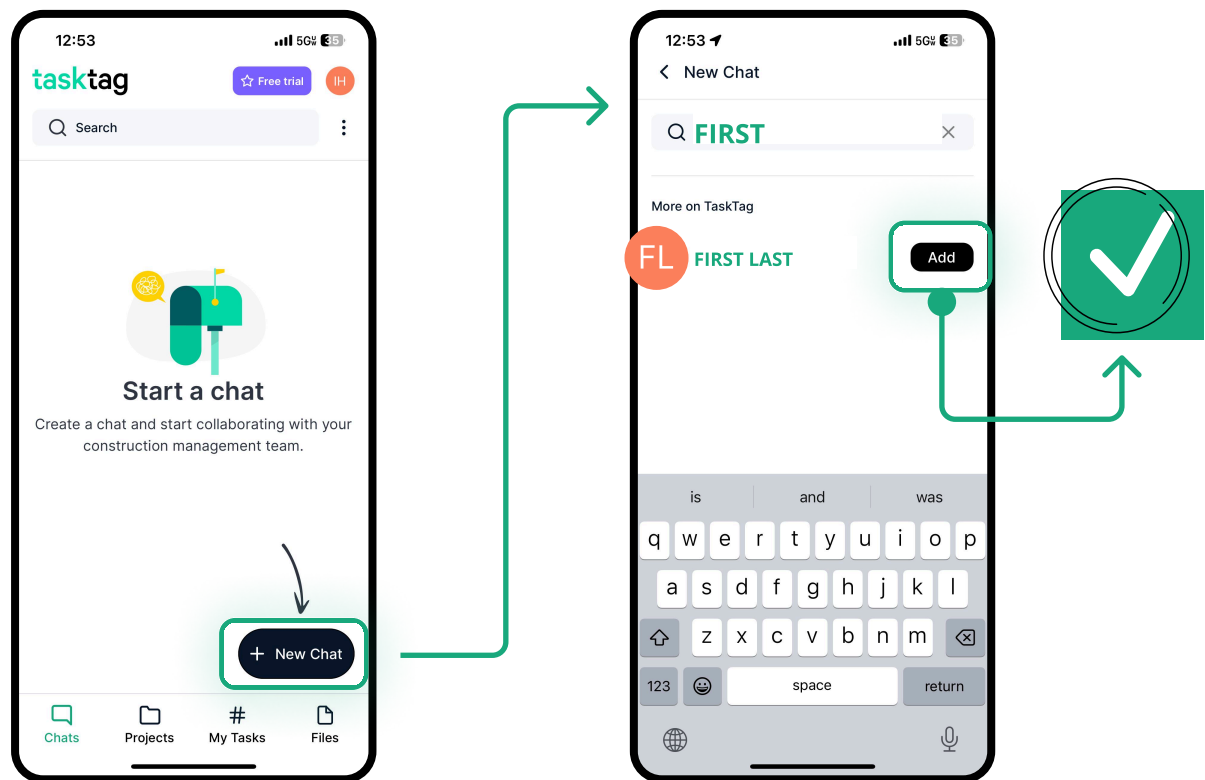 12:53
5G UW 35
tasktag
Free trial
IH
Search
Start a chat
Create a chat and start collaborating with your
construction management team.
+ New Chat
Chats
Projects
# My Tasks
Files
12:53
5G UW 35
New Chat
FIRST
More on TaskTag
FL
FIRST LAST
Add
is and was
q w e r t y u i o p
a s d f g h j k l
z x c v b n m
123 space return